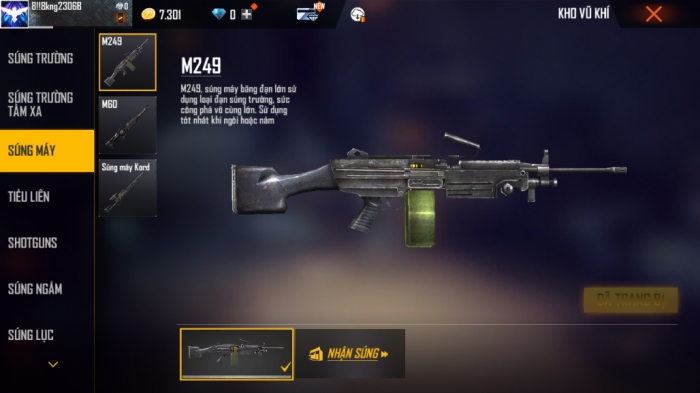 8!!8kng2306B
0
7.301
0
NEW
KHO VŨ KHÍ
SÚNG TRƯỜNG
SÚNG TRƯỜNG
TẦM XA
SÚNG MÁY
TIỂU LIÊN
SHOTGUNS
SÚNG NGẮM
SÚNG LỤC
M249
M60
Súng máy Kord
M249
M249, súng máy băng đạn lớn sử
dụng loại đạn súng trường, sức
công phá vô cùng lớn. Sử dụng
tốt nhất khi ngồi hoặc nằm
ĐÃ TRANG BỊ
NHẬN SÚNG